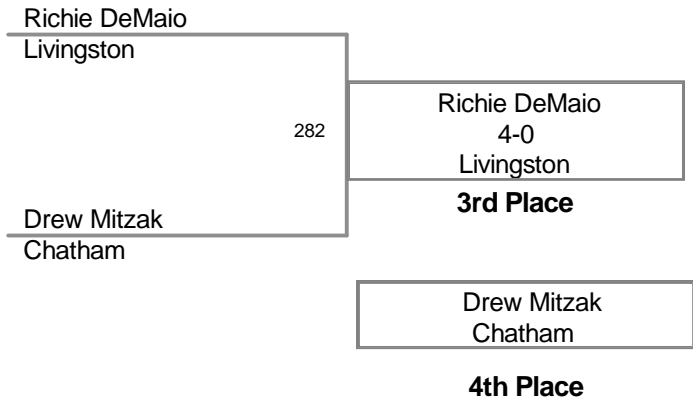 Richie DeMaio
Livingston
282
Richie DeMaio
4-0
Livingston
3rd Place
Drew Mitzak
Chatham
Drew Mitzak
Chatham
4th Place